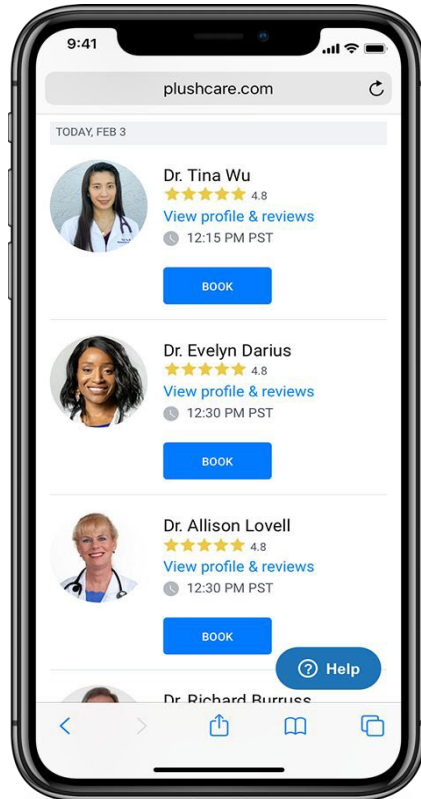 9:41
plushcare.com
TODAY, FEB 3
Dr. Tina Wu
4.8
View profile & reviews
12:15 PM PST
BOOK
Dr. Evelyn Darius
4.8
View profile & reviews
12:30 PM PST
BOOK
Dr. Allison Lovell
4.8
View profile & reviews
12:30 PM PST
BOOK
? Help
Dr. Richard Burruss